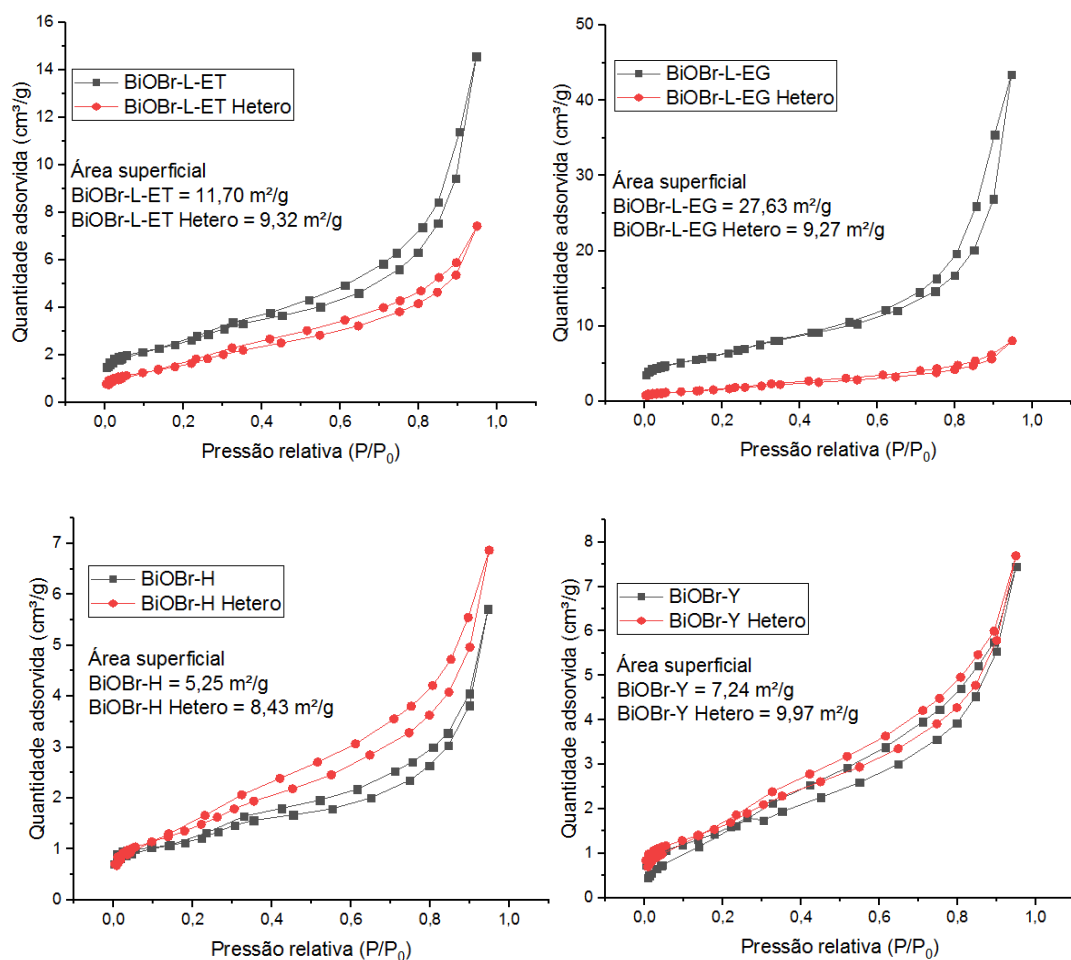 16
14
12
10
8
6
4
2
0
Quantidade adsorvida (cm³/g)
BiOBr-L-ET
BiOBr-L-ET Hetero
Área superficial
BiOBr-L-ET = 11,70 m²/g
BiOBr-L-ET Hetero = 9,32 m²/g
0,0 0,2 0,4 0,6 0,8 1,0
Pressão relativa (P/P₀)
50
40
30
20
10
0
Quantidade adsorvida (cm³/g)
BiOBr-L-EG
BiOBr-L-EG Hetero
Área superficial
BiOBr-L-EG = 27,63 m²/g
BiOBr-L-EG Hetero = 9,27 m²/g
0,0 0,2 0,4 0,6 0,8 1,0
Pressão relativa (P/P₀)
7
6
5
4
3
2
1
0
Quantidade adsorvida (cm³/g)
BiOBr-H
BiOBr-H Hetero
Área superficial
BiOBr-H = 5,25 m²/g
BiOBr-H Hetero = 8,43 m²/g
0,0 0,2 0,4 0,6 0,8 1,0
Pressão relativa (P/P₀)
8
7
6
5
4
3
2
1
0
Quantidade adsorvida (cm³/g)
BiOBr-Y
BiOBr-Y Hetero
Área superficial
BiOBr-Y = 7,24 m²/g
BiOBr-Y Hetero = 9,97 m²/g
0,0 0,2 0,4 0,6 0,8 1,0
Pressão relativa (P/P₀)